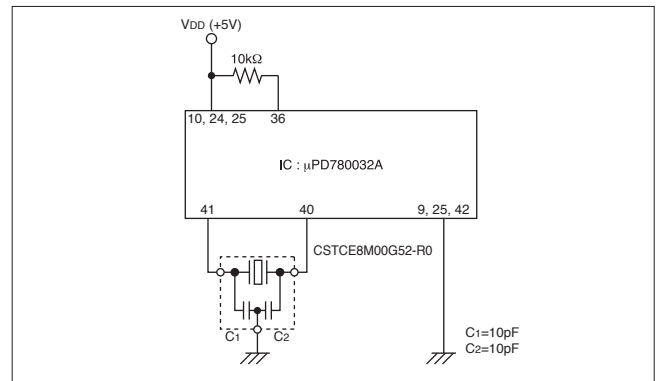 VDD (+5V)
10kΩ
10, 24, 25 36
IC : μPD780032A
41 40 9, 25, 42
CSTCE8M00G52-R0
C1 C2
C1=10pF
C2=10pF